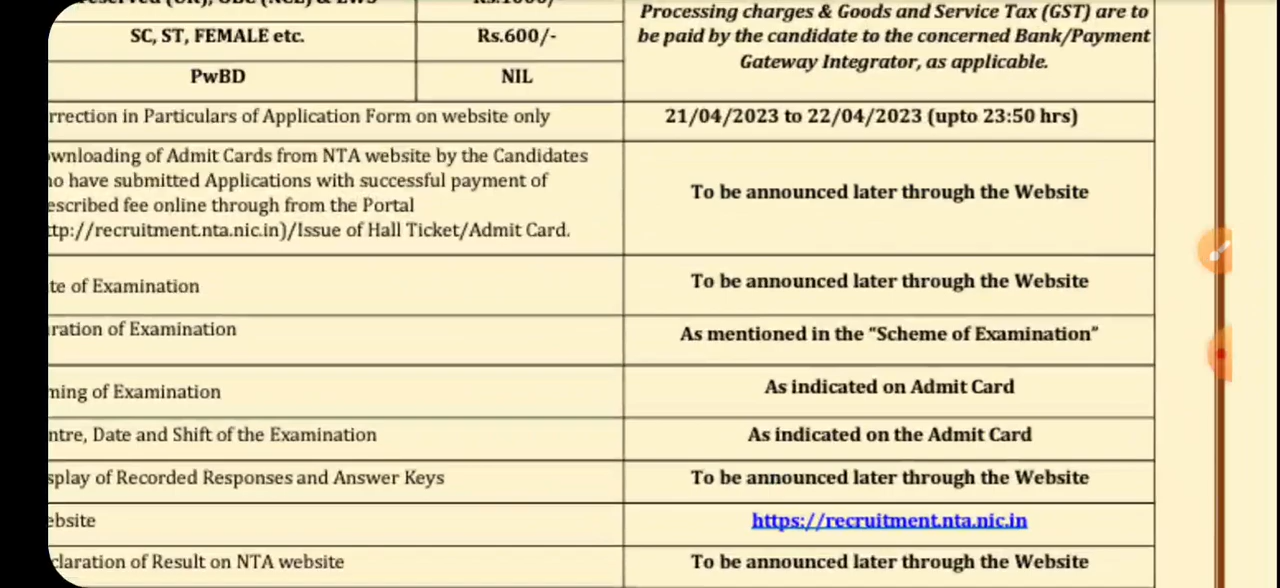 (UR), OBC (NCL) & EWS
SC, ST, FEMALE etc.
Rs.600/-
PwBD
NIL
Processing charges & Goods and Service Tax (GST) are to
be paid by the candidate to the concerned Bank/Payment
Gateway Integrator, as applicable.
rrection in Particulars of Application Form on website only
21/04/2023 to 22/04/2023 (upto 23:50 hrs)
wnloading of Admit Cards from NTA website by the Candidates
o have submitted Applications with successful payment of
escribed fee online through from the Portal
tp://recruitment.nta.nic.in)/Issue of Hall Ticket/Admit Card.
To be announced later through the Website
te of Examination
To be announced later through the Website
ration of Examination
As mentioned in the “Scheme of Examination”
ming of Examination
As indicated on Admit Card
ntre, Date and Shift of the Examination
As indicated on the Admit Card
splay of Recorded Responses and Answer Keys
To be announced later through the Website
ebsite
https://recruitment.nta.nic.in
claration of Result on NTA website
To be announced later through the Website